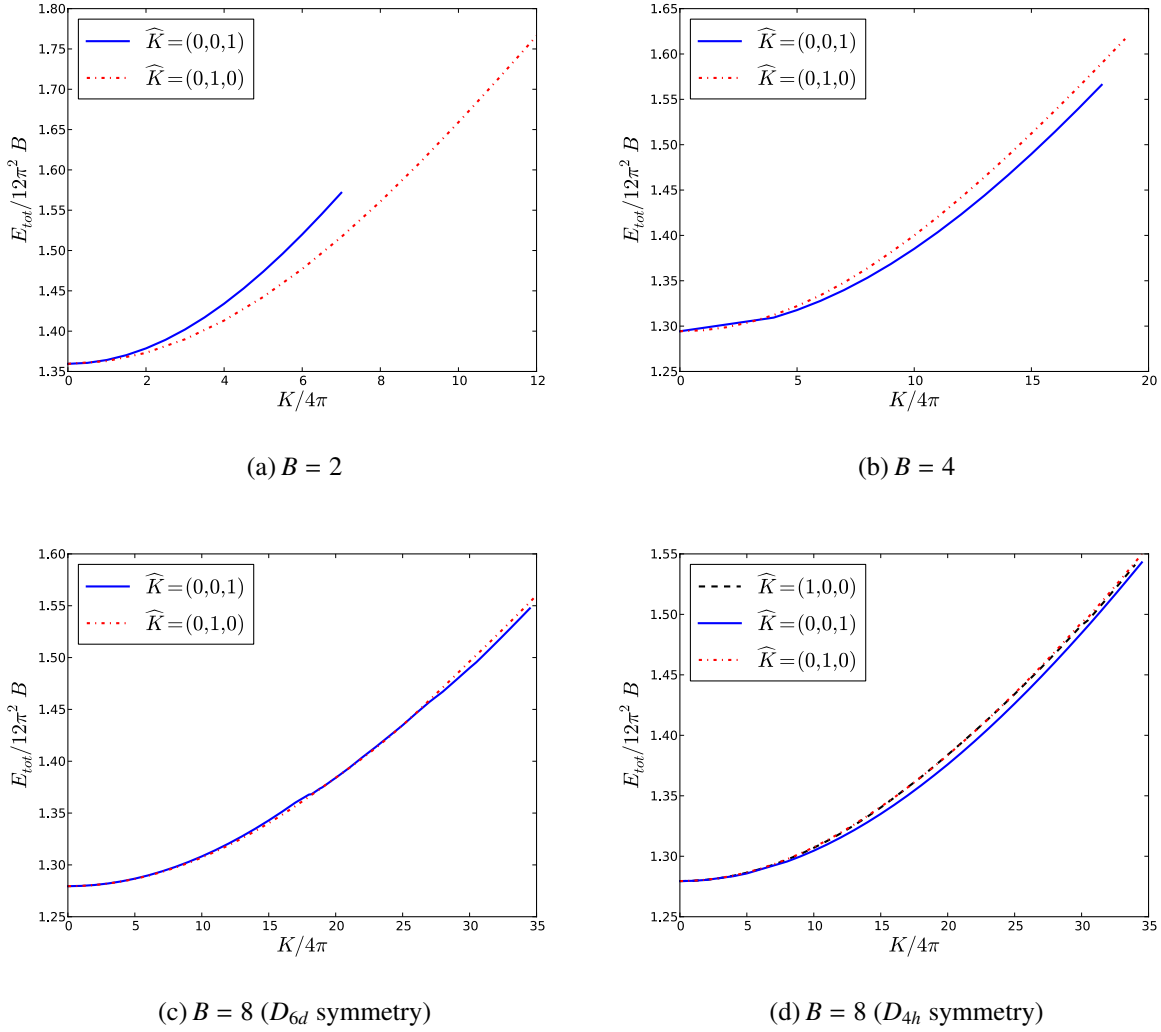 1.80
1.75
1.70
1.65
1.60
1.55
1.50
1.45
1.40
1.35
0 2 4 6 8 10 12
E_tot/12π² B
K/4π
K̂=(0,0,1)
K̂=(0,1,0)
(a) B = 2
1.65
1.60
1.55
1.50
1.45
1.40
1.35
1.30
1.25
0 5 10 15 20
E_tot/12π² B
K/4π
K̂=(0,0,1)
K̂=(0,1,0)
(b) B = 4
1.60
1.55
1.50
1.45
1.40
1.35
1.30
1.25
0 5 10 15 20 25 30 35
E_tot/12π² B
K/4π
K̂=(0,0,1)
K̂=(0,1,0)
(c) B = 8 (D_6d symmetry)
1.55
1.50
1.45
1.40
1.35
1.30
1.25
0 5 10 15 20 25 30 35
E_tot/12π² B
K/4π
K̂=(1,0,0)
K̂=(0,0,1)
K̂=(0,1,0)
(d) B = 8 (D_4h symmetry)